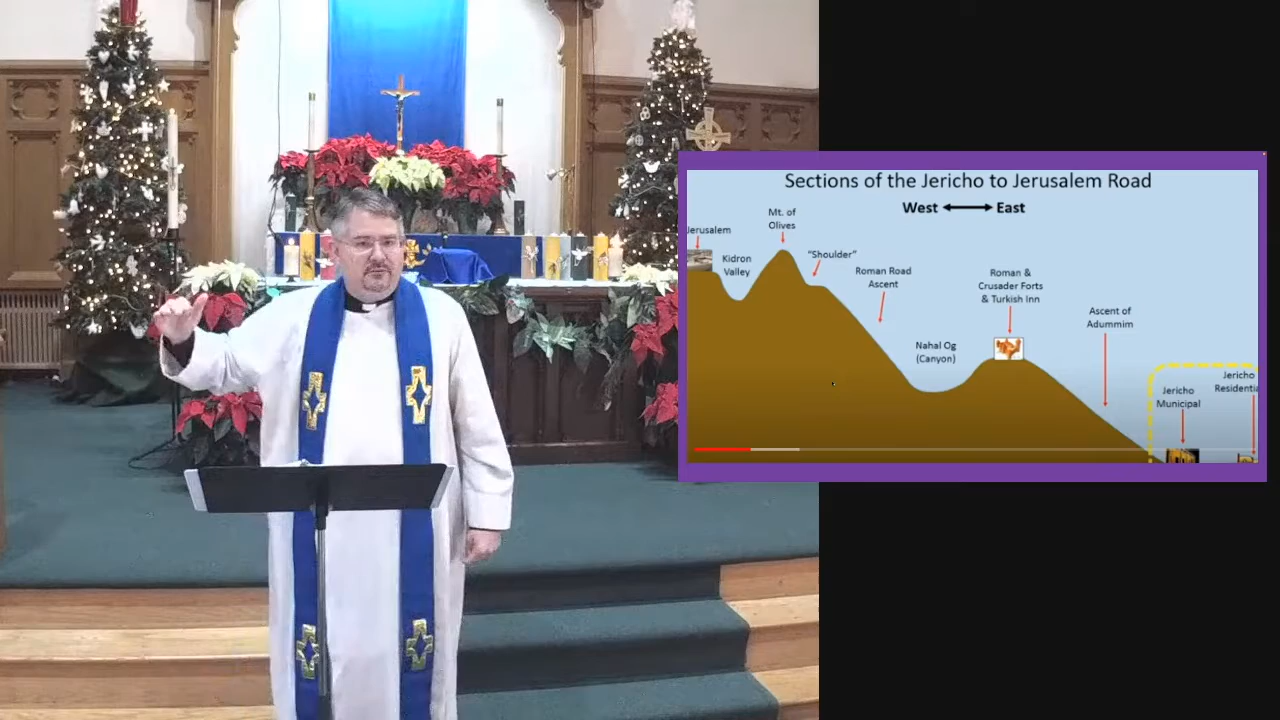 Sections of the Jericho to Jerusalem Road
West East
Jerusalem
Kidron
Valley
Mt. of
Olives
"Shoulder"
Roman Road
Ascent
Nahal Og
(Canyon)
Roman &
Crusader Forts
& Turkish Inn
Ascent of
Adummim
Jericho
Municipal
Jericho
Residentia